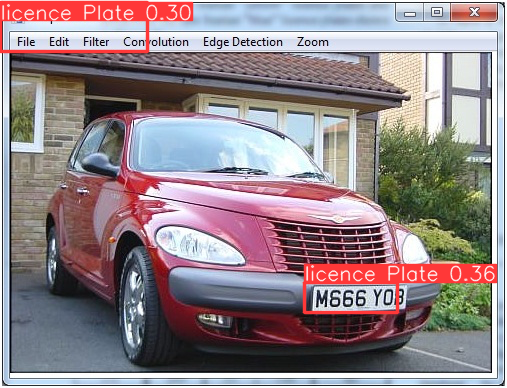 licence Plate 0.30
File Edit Filter Convolution Edge Detection Zoom
licence Plate 0.36
M666 YOB